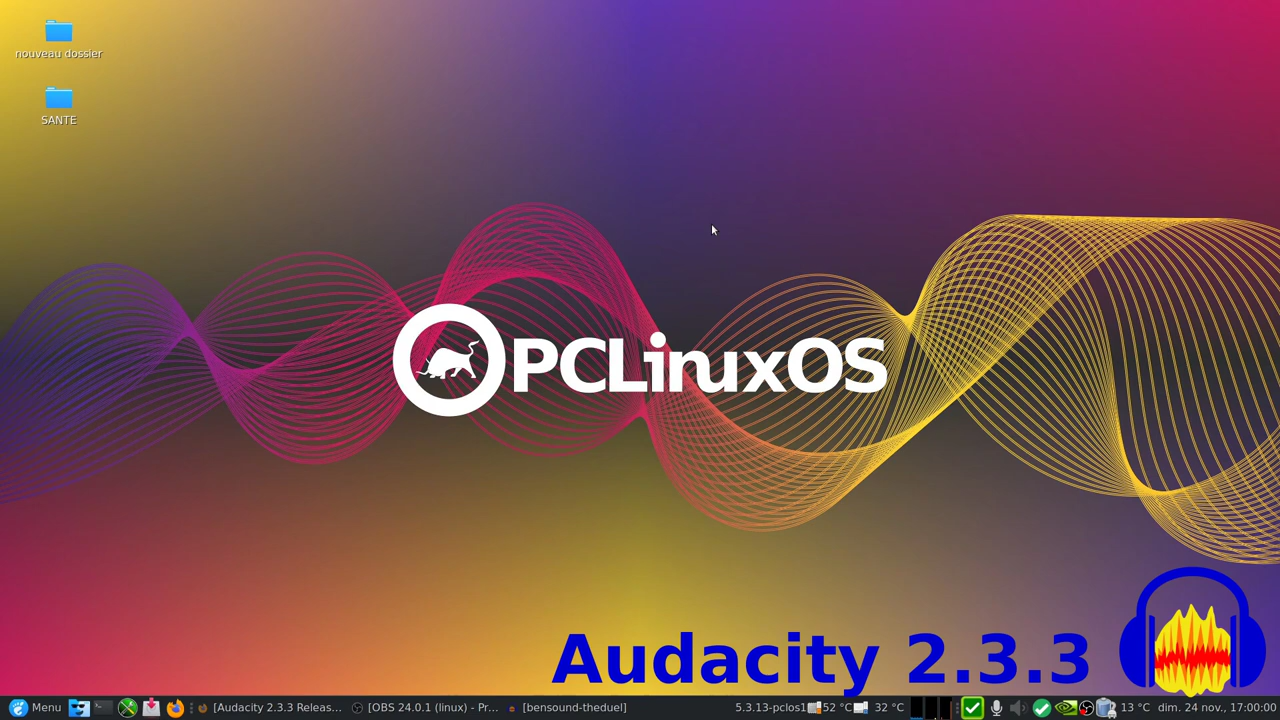 nouveau dossier
SANTE
PCLinuxOS
Audacity 2.3.3
Menu
[Audacity 2.3.3 Releas...
[OBS 24.0.1 (linux) - Pr...
[bensound-theduel]
5.3.13-pclos1
52 °C
32 °C
13 °C
dim. 24 nov., 17:00:00